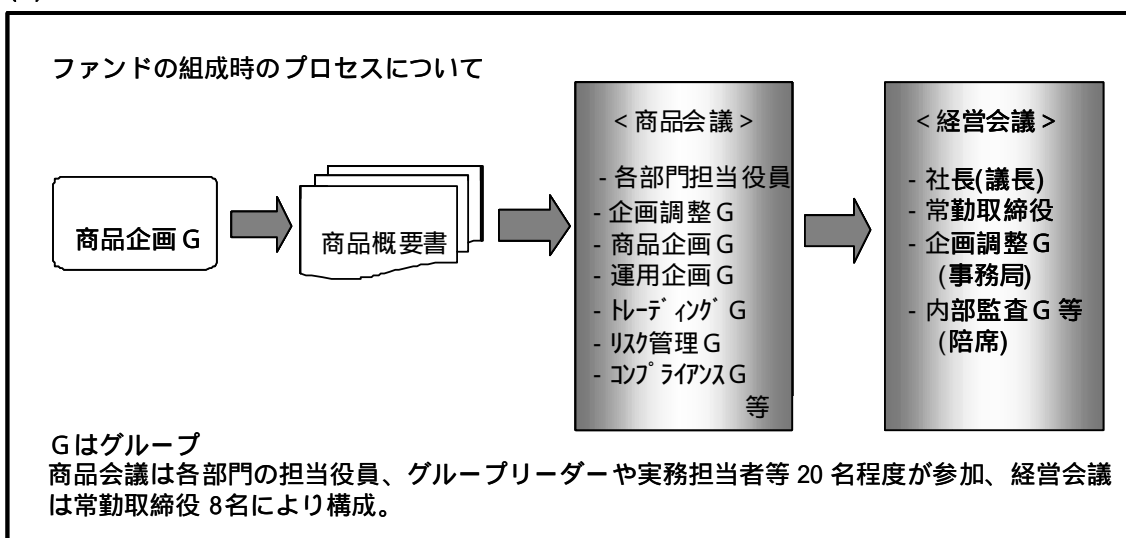 ファンドの組成時のプロセスについて
商品企画G
商品概要書
<商品会議>
- 各部門担当役員
- 企画調整G
- 商品企画G
- 運用企画G
- ﾄﾚｰﾃﾞｨﾝｸﾞG
- ﾘｽｸ管理G
- ｺﾝﾌﾟﾗｲｱﾝｽG
等
<経営会議>
- 社長(議長)
- 常勤取締役
- 企画調整G
(事務局)
- 内部監査G等
(陪席)
Gはグループ
商品会議は各部門の担当役員、グループリーダーや実務担当者等 20 名程度が参加、経営会議
は常勤取締役 8名により構成。